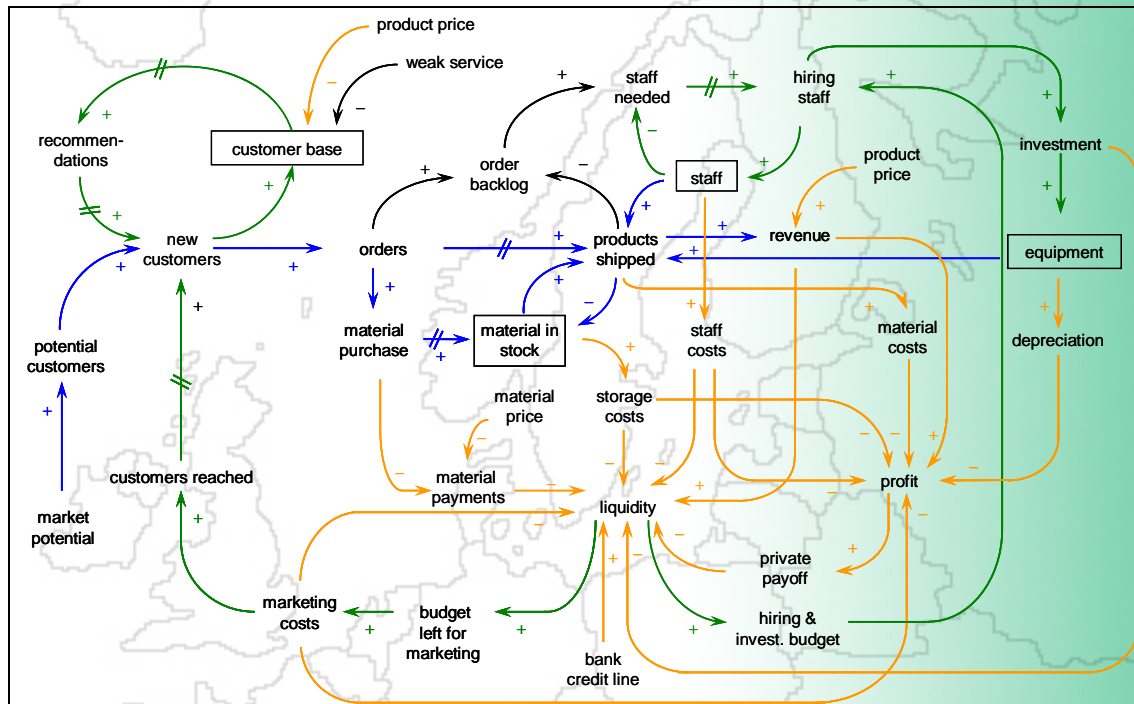 product price
weak service
staff
needed
hiring
staff
recommen-
dations
customer base
investment
order
backlog
product
price
staff
new
customers
orders
products
shipped
revenue
equipment
potential
customers
material
purchase
material in
stock
staff
costs
material
costs
depreciation
material
price
storage
costs
customers reached
material
payments
profit
liquidity
market
potential
private
payoff
marketing
costs
budget
left for
marketing
hiring &
invest. budget
bank
credit line